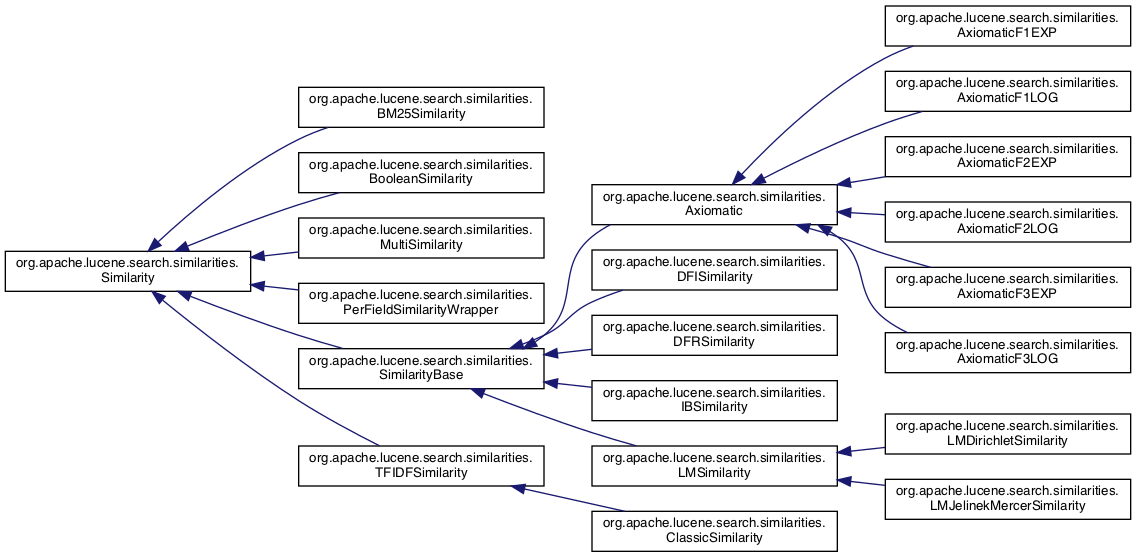 org.apache.lucene.search.similarities.
Similarity
org.apache.lucene.search.similarities.
BM25Similarity
org.apache.lucene.search.similarities.
BooleanSimilarity
org.apache.lucene.search.similarities.
MultiSimilarity
org.apache.lucene.search.similarities.
PerFieldSimilarityWrapper
org.apache.lucene.search.similarities.
SimilarityBase
org.apache.lucene.search.similarities.
TFIDFSimilarity
org.apache.lucene.search.similarities.
Axiomatic
org.apache.lucene.search.similarities.
DFISimilarity
org.apache.lucene.search.similarities.
DFRSimilarity
org.apache.lucene.search.similarities.
IBSimilarity
org.apache.lucene.search.similarities.
LMSimilarity
org.apache.lucene.search.similarities.
ClassicSimilarity
org.apache.lucene.search.similarities.
AxiomaticF1EXP
org.apache.lucene.search.similarities.
AxiomaticF1LOG
org.apache.lucene.search.similarities.
AxiomaticF2EXP
org.apache.lucene.search.similarities.
AxiomaticF2LOG
org.apache.lucene.search.similarities.
AxiomaticF3EXP
org.apache.lucene.search.similarities.
AxiomaticF3LOG
org.apache.lucene.search.similarities.
LMDirichletSimilarity
org.apache.lucene.search.similarities.
LMJelinekMercerSimilarity